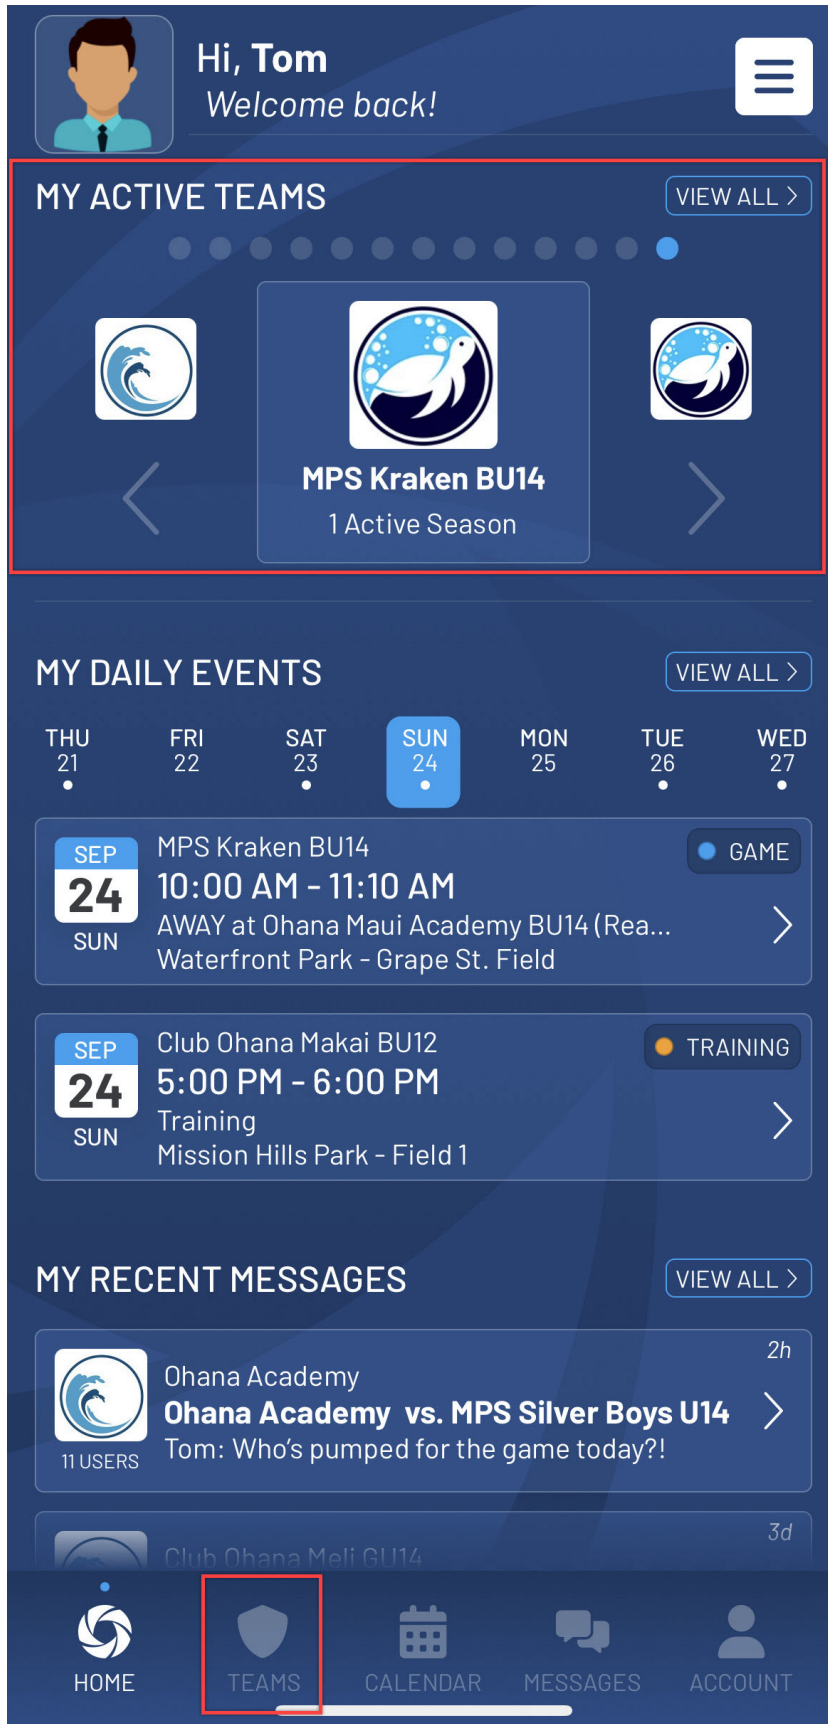 Hi, Tom
Welcome back!
MY ACTIVE TEAMS
VIEW ALL >
MPS Kraken BU14
1 Active Season
MY DAILY EVENTS
VIEW ALL >
THU FRI SAT SUN MON TUE WED
21 22 23 24 25 26 27
SEP
24
SUN
MPS Kraken BU14
10:00 AM - 11:10 AM
AWAY at Ohana Maui Academy BU14 (Rea...
Waterfront Park - Grape St. Field
GAME
SEP
24
SUN
Club Ohana Makai BU12
5:00 PM - 6:00 PM
Training
Mission Hills Park - Field 1
TRAINING
MY RECENT MESSAGES
VIEW ALL >
2h
Ohana Academy
Ohana Academy vs. MPS Silver Boys U14
Tom: Who's pumped for the game today?!
11 USERS
3d
Club Ohana Meli GU14
HOME TEAMS CALENDAR MESSAGES ACCOUNT